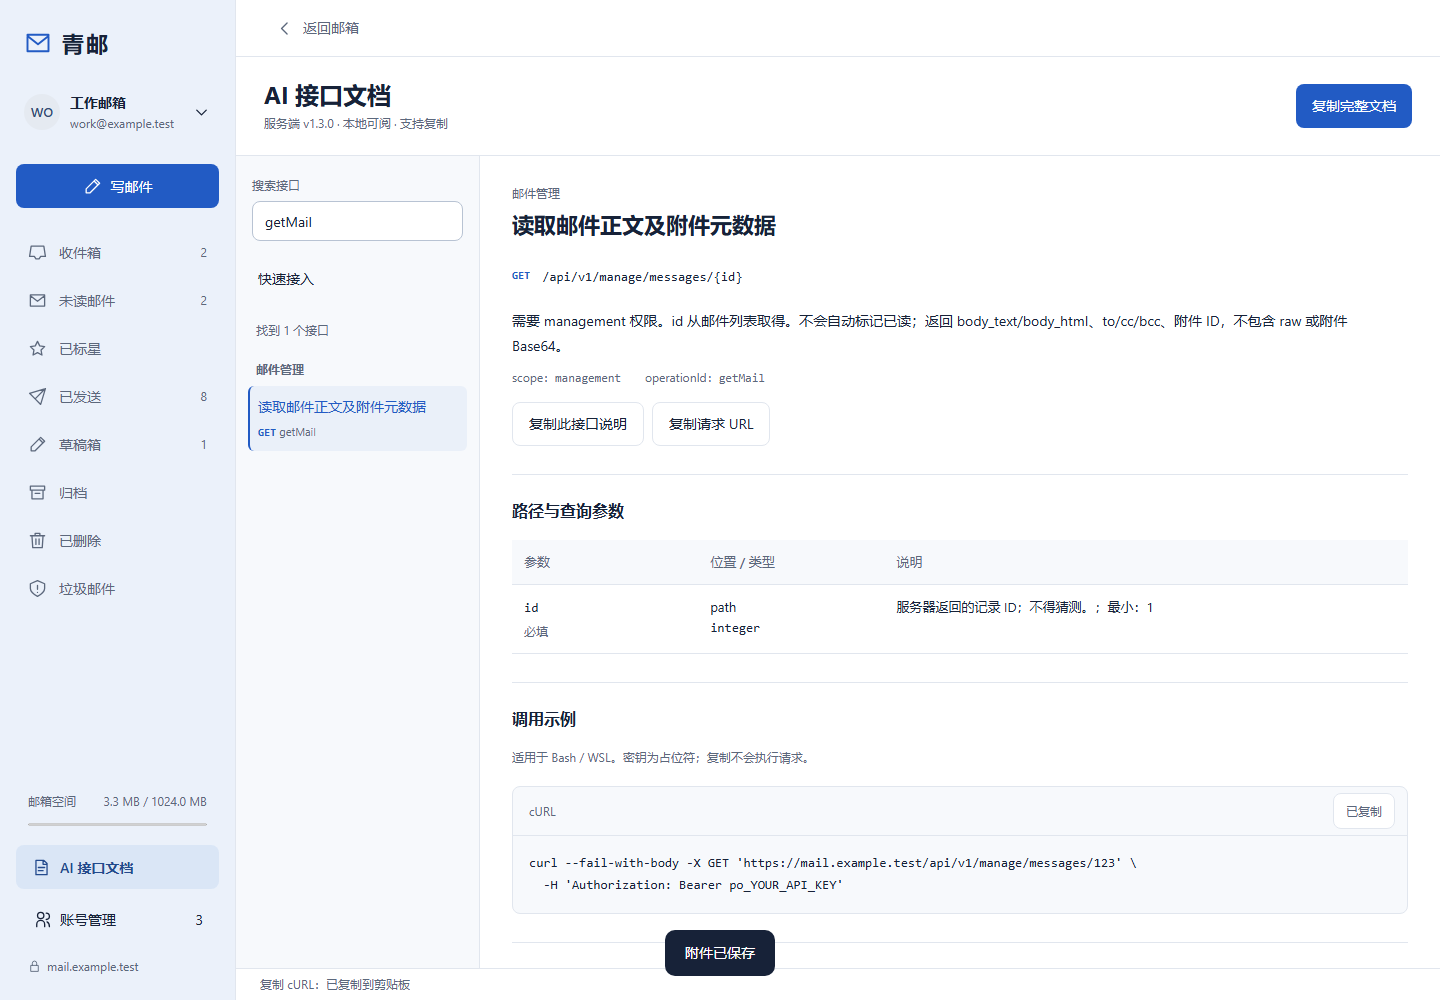 青邮
WO
工作邮箱
work@example.test
写邮件
收件箱 2
未读邮件 2
已标星
已发送 8
草稿箱 1
归档
已删除
垃圾邮件
邮箱空间 3.3 MB / 1024.0 MB
AI 接口文档
账号管理 3
mail.example.test
返回邮箱
AI 接口文档
服务端 v1.3.0 · 本地可阅 · 支持复制
复制完整文档
搜索接口
getMail
快速接入
找到 1 个接口
邮件管理
读取邮件正文及附件元数据
GET getMail
邮件管理
读取邮件正文及附件元数据
GET /api/v1/manage/messages/{id}
需要 management 权限。id 从邮件列表取得。不会自动标记已读；返回 body_text/body_html、to/cc/bcc、附件 ID，不包含 raw 或附件
Base64。
scope: management operationId: getMail
复制此接口说明 复制请求 URL
路径与查询参数
参数 位置 / 类型 说明
id path 服务器返回的记录 ID；不得猜测。；最小：1
必填 integer
调用示例
适用于 Bash / WSL。密钥为占位符；复制不会执行请求。
cURL 已复制
curl --fail-with-body -X GET 'https://mail.example.test/api/v1/manage/messages/123' \
-H 'Authorization: Bearer po_YOUR_API_KEY'
附件已保存
复制 cURL：已复制到剪贴板